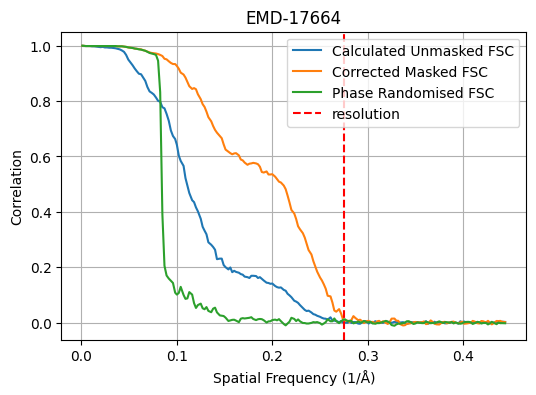 EMD-17664
Calculated Unmasked FSC
Corrected Masked FSC
Phase Randomised FSC
resolution
Correlation
1.0
0.8
0.6
0.4
0.2
0.0
0.0 0.1 0.2 0.3 0.4
Spatial Frequency (1/Å)